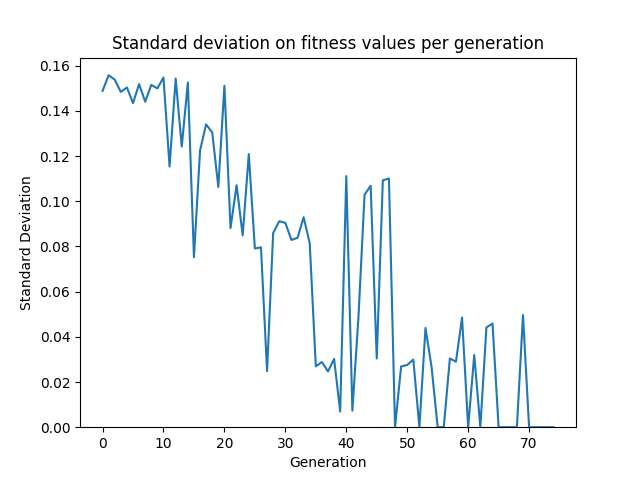 Standard deviation on fitness values per generation
0.16
0.14
0.12
0.10
0.08
0.06
0.04
0.02
0.00
Standard Deviation
0 10 20 30 40 50 60 70
Generation